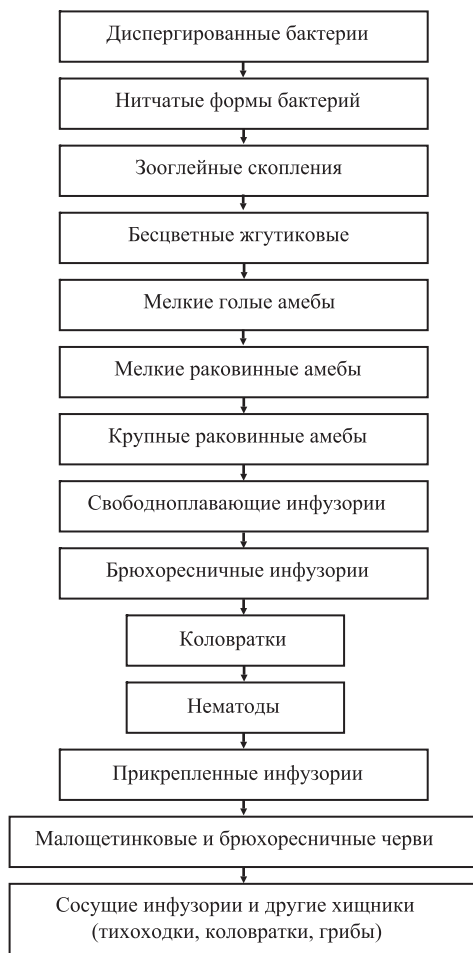 Диспергированные бактерии
Нитчатые формы бактерий
Зооглейные скопления
Бесцветные жгутиковые
Мелкие голые амебы
Мелкие раковинные амебы
Крупные раковинные амебы
Свободноплавающие инфузории
Брюхоресничные инфузории
Коловратки
Нематоды
Прикрепленные инфузории
Малощетинковые и брюхоресничные черви
Сосущие инфузории и другие хищники
(тихоходки, коловратки, грибы)